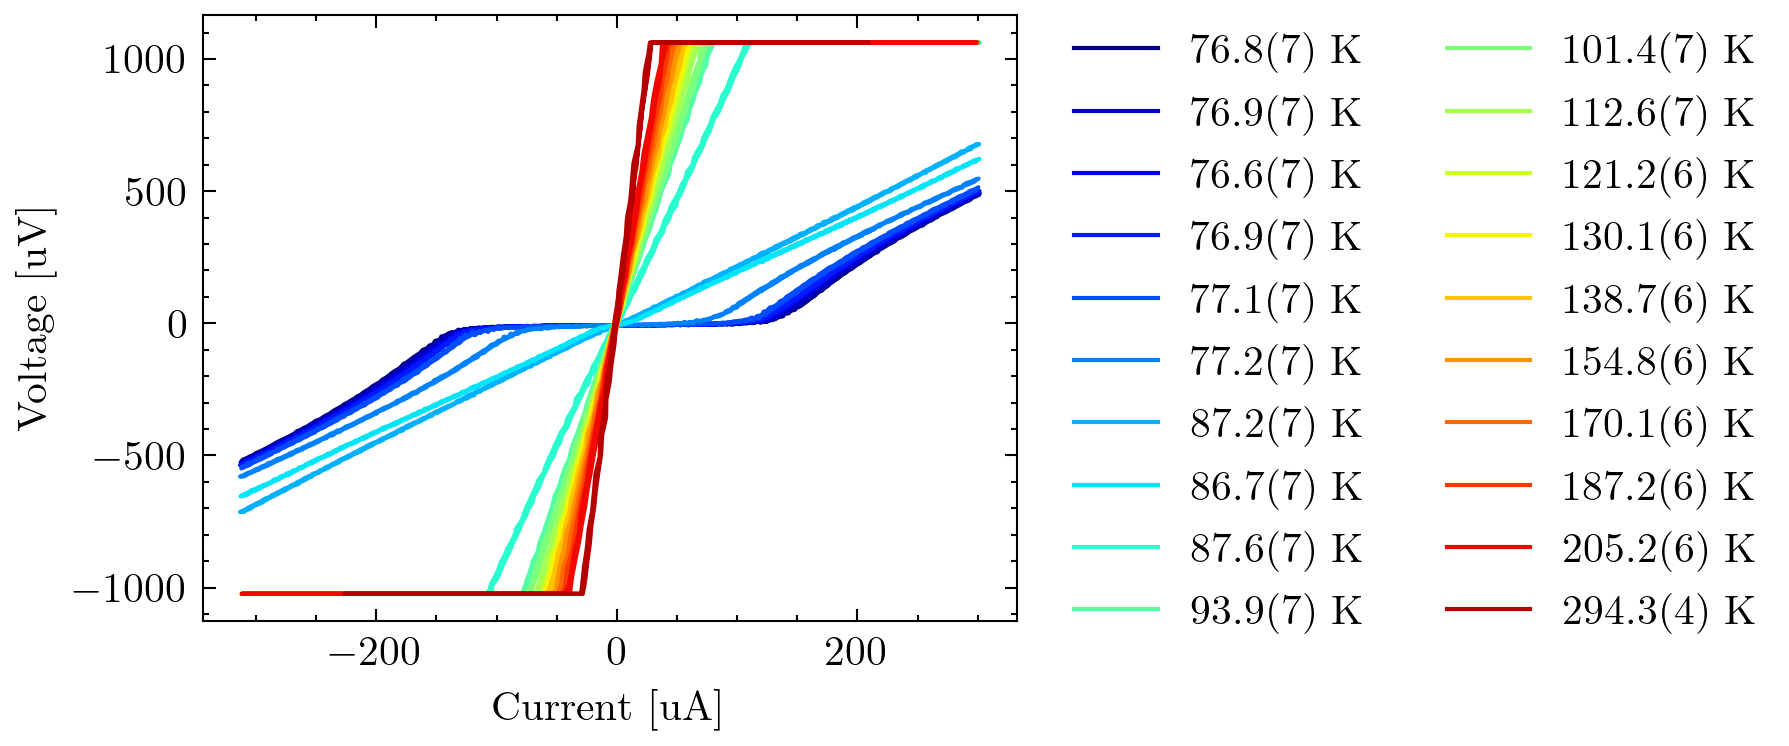 1000
500
0
−500
−1000
Voltage [uV]
−200
0
200
Current [uA]
76.8(7) K
76.9(7) K
76.6(7) K
76.9(7) K
77.1(7) K
77.2(7) K
87.2(7) K
86.7(7) K
87.6(7) K
93.9(7) K
101.4(7) K
112.6(7) K
121.2(6) K
130.1(6) K
138.7(6) K
154.8(6) K
170.1(6) K
187.2(6) K
205.2(6) K
294.3(4) K